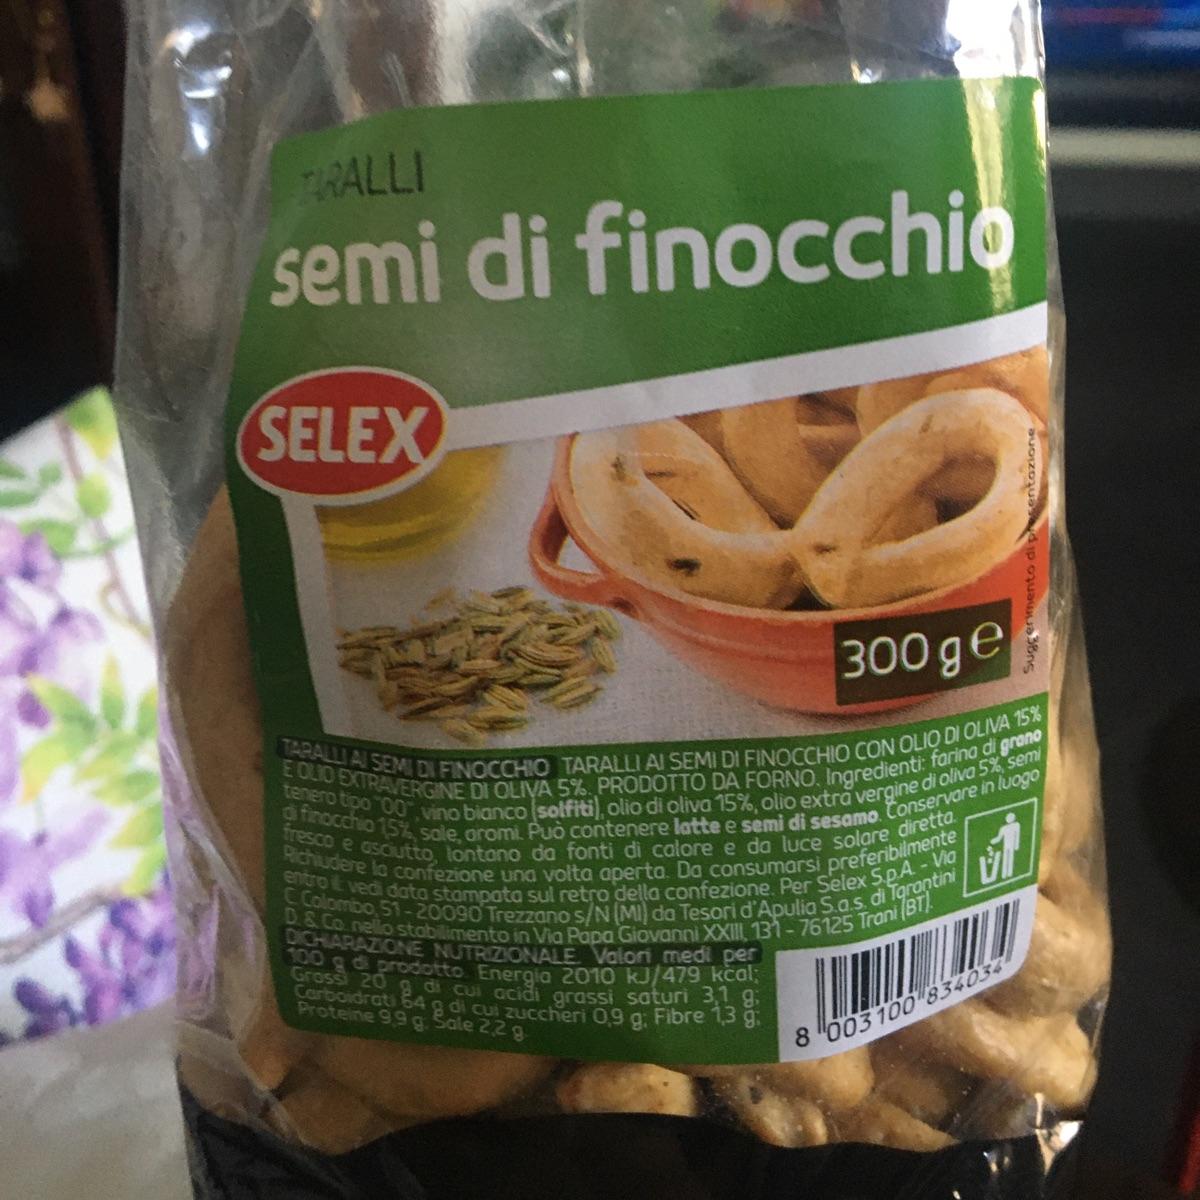 TARALLI
semi di finocchio
SELEX
Suggerimento di presentazione
300 g e
TARALLI AI SEMI DI FINOCCHIO TARALLI AI SEMI DI FINOCCHIO CON OLIO DI OLIVA 15%
E OLIO EXTRAVERGINE DI OLIVA 5%. PRODOTTO DA FORNO. Ingredienti: farina di grano
tenero tipo "00", vino bianco (solfiti), olio di oliva 15%, olio extra vergine di oliva 5%, semi
di finocchio 1,5%, sale, aromi. Può contenere latte e semi di sesamo. Conservare in luogo
fresco e asciutto, lontano da fonti di calore e da luce solare diretta.
Richiudere la confezione una volta aperta. Da consumarsi preferibilmente
entro il: vedi data stampata sul retro della confezione. Per Selex S.p.A. - Via
C. Colombo, 51 - 20090 Trezzano s/N (MI) da Tesori d'Apulia S.a.s. di Tarantini
D. & Co. nello stabilimento in Via Papa Giovanni XXIII, 131 - 76125 Trani (BT).
DICHIARAZIONE NUTRIZIONALE. Valori medi per
100 g di prodotto. Energia 2010 kJ/479 kcal;
Grassi 20 g di cui acidi grassi saturi 3,1 g;
Carboidrati 64 g di cui zuccheri 0,9 g; Fibre 1,3 g;
Proteine 9,9 g; Sale 2,2 g.
8 003100 834034